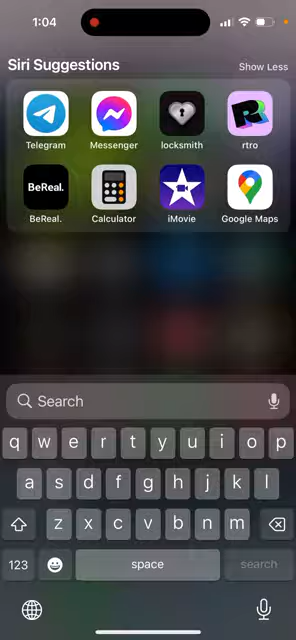 1:04
Siri Suggestions
Show Less
Telegram
Messenger
locksmith
rtro
BeReal.
BeReal.
Calculator
iMovie
Google Maps
Search
q w e r t y u i o p
a s d f g h j k l
z x c v b n m
123
space
search